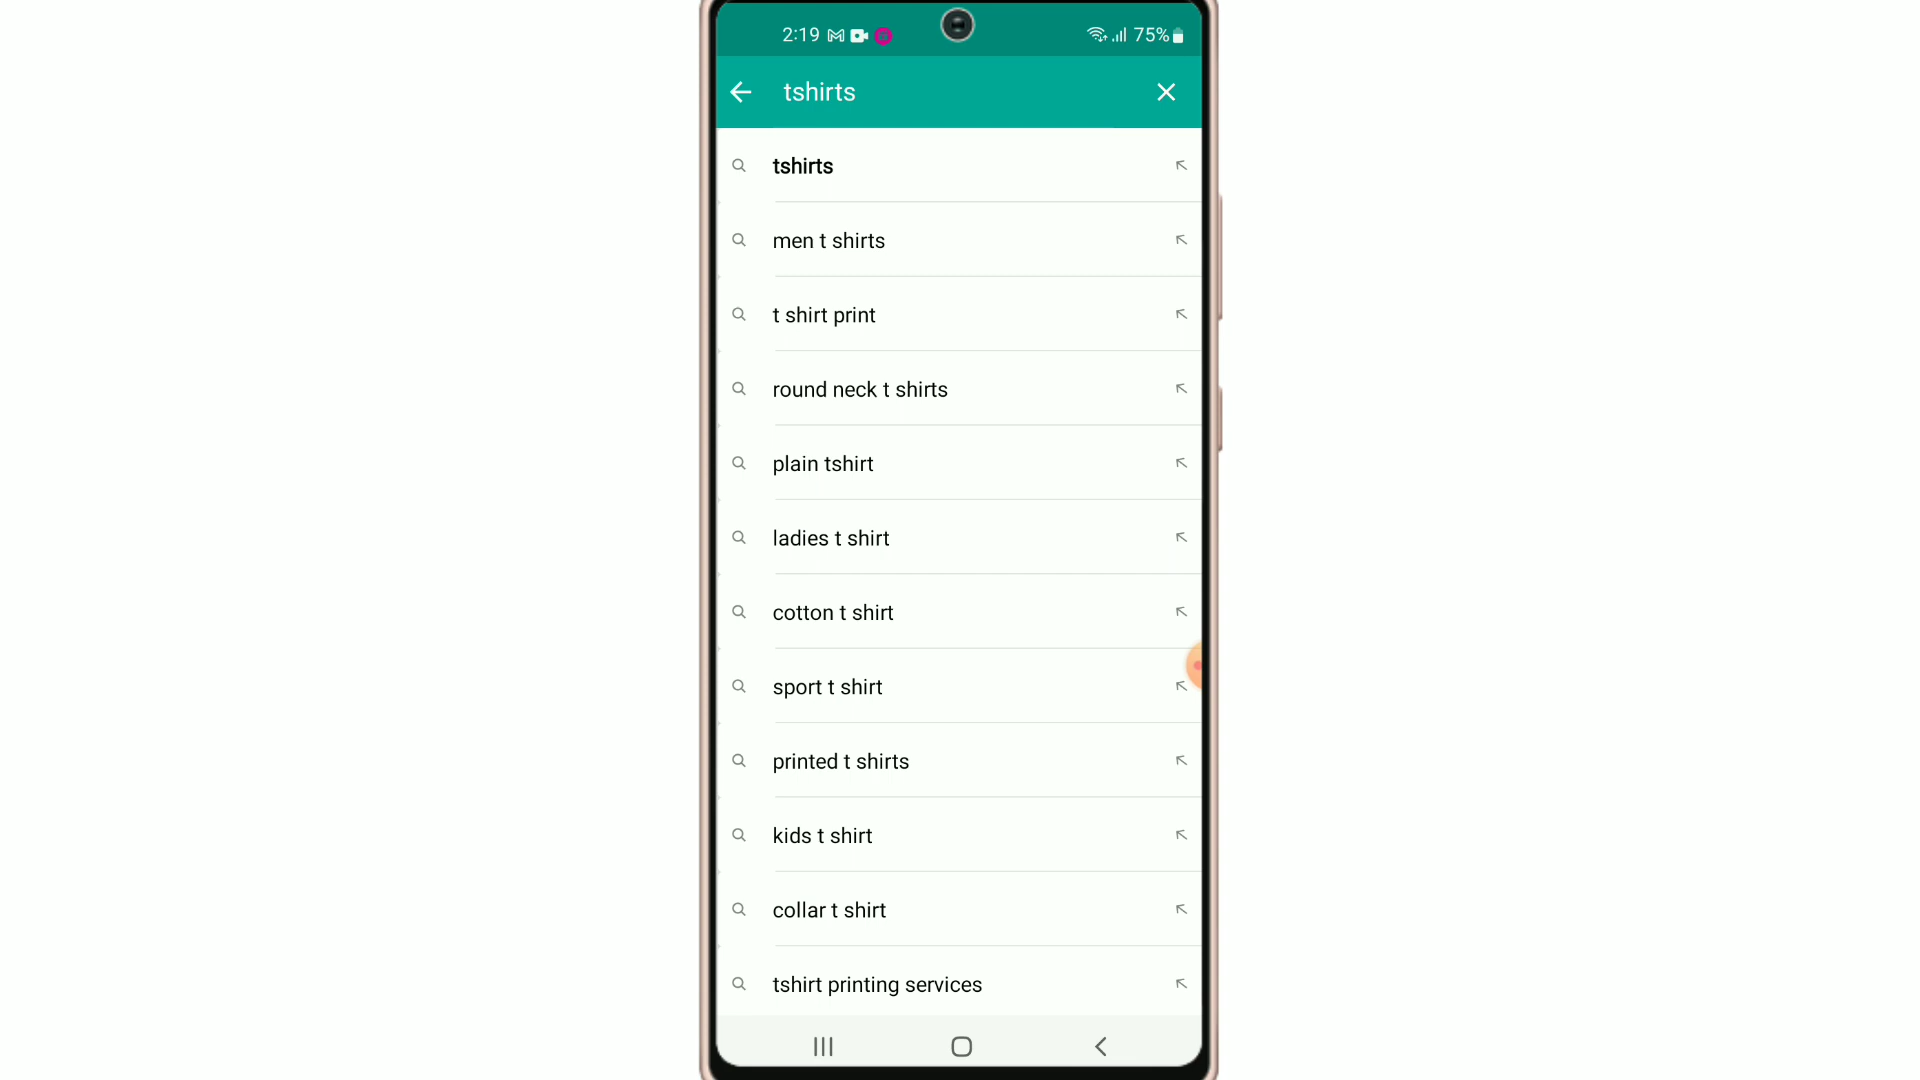 2:19 75%
tshirts
tshirts
men t shirts
t shirt print
round neck t shirts
plain tshirt
ladies t shirt
cotton t shirt
sport t shirt
printed t shirts
kids t shirt
collar t shirt
tshirt printing services